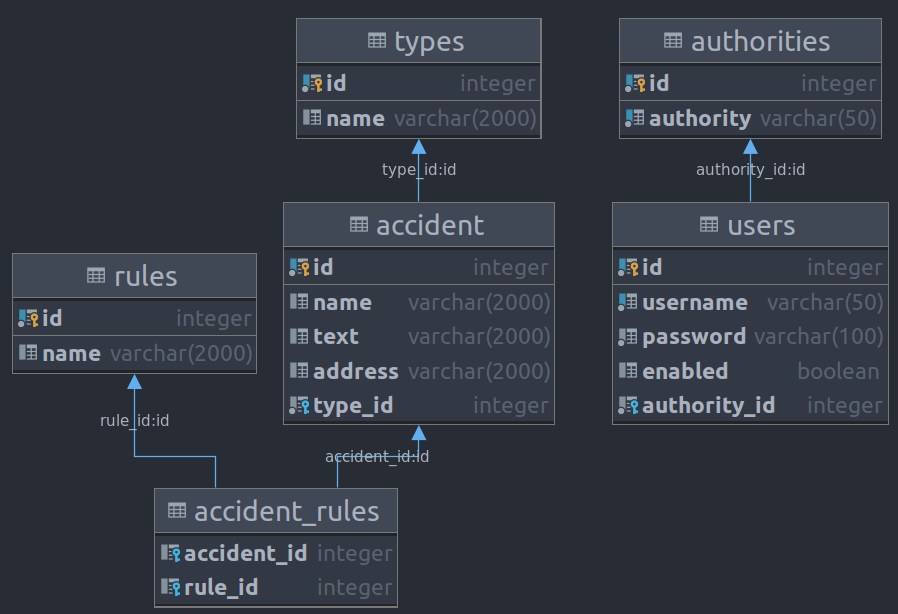 types
id integer
name varchar(2000)
authorities
id integer
authority varchar(50)
type_id:id
authority_id:id
accident
id integer
name varchar(2000)
text varchar(2000)
address varchar(2000)
type_id integer
users
id integer
username varchar(50)
password varchar(100)
enabled boolean
authority_id integer
rules
id integer
name varchar(2000)
rule_id:id
accident_id:id
accident_rules
accident_id integer
rule_id integer